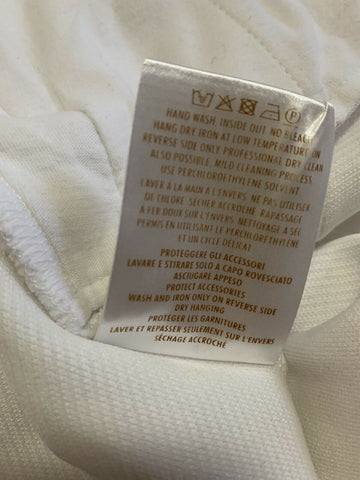 P
HAND WASH, INSIDE OUT NO BLEACH
HANG DRY IRON AT LOW TEMPERATURE ON
REVERSE SIDE ONLY PROFESSIONAL DRY CLEAN
ALSO POSSIBLE, MILD CLEANING PROCESS
USE PERCHLOROETHYLENE SOLVENT
LAVER À LA MAIN A L'ENVERS NE PAS UTILISER
DE CHLORE SÉCHER ACCROCHÉ RAPASSAGE
A FER DOUX SUR L'ENVERS NETTOYAGE A SEC
PERMIS EN UTILISANT LE PERCHLORETHYLÈNE
ET UN CYCLE DÉLICAT
PROTEGGERE GLI ACCESSORI
LAVARE E STIRARE SOLO A CAPO ROVESCIATO
ASCIUGARE APPESO
PROTECT ACCESSORIES
WASH AND IRON ONLY ON REVERSE SIDE
DRY HANGING
PROTÉGER LES GARNITURES
LAVER ET REPASSER SEULEMENT SUR L'ENVERS
SÉCHAGE ACCROCHÉ